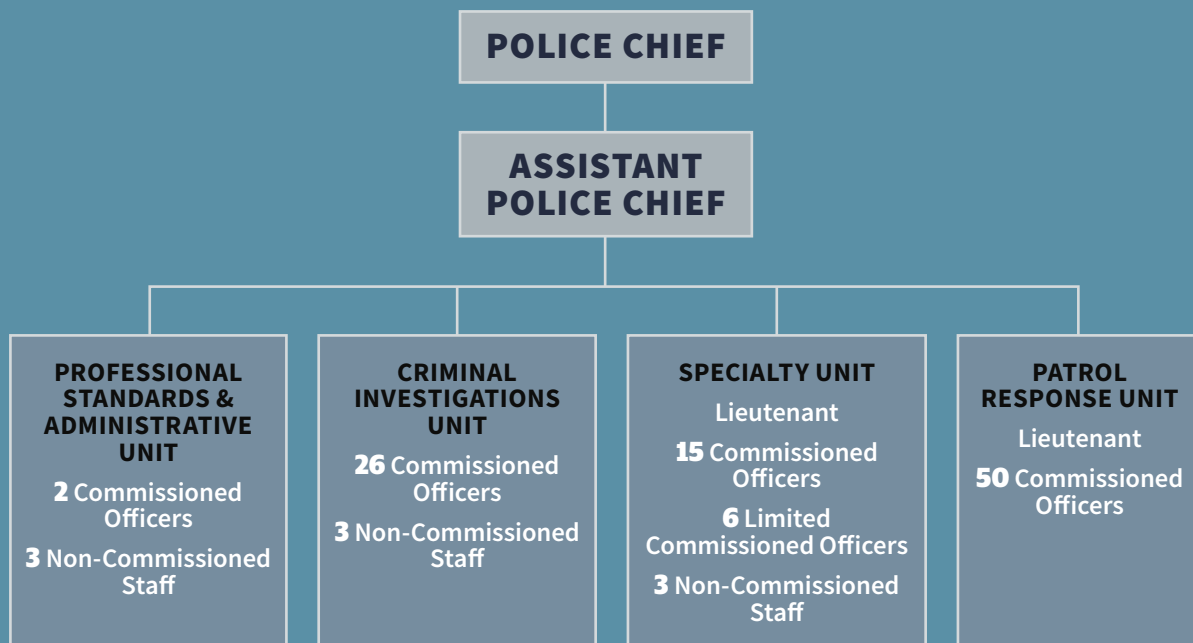 POLICE CHIEF
ASSISTANT
POLICE CHIEF
PROFESSIONAL
STANDARDS &
ADMINISTRATIVE
UNIT
2 Commissioned
Officers
3 Non-Commissioned
Staff
CRIMINAL
INVESTIGATIONS
UNIT
26 Commissioned
Officers
3 Non-Commissioned
Staff
SPECIALTY UNIT
Lieutenant
15 Commissioned
Officers
6 Limited
Commissioned Officers
3 Non-Commissioned
Staff
PATROL
RESPONSE UNIT
Lieutenant
50 Commissioned
Officers